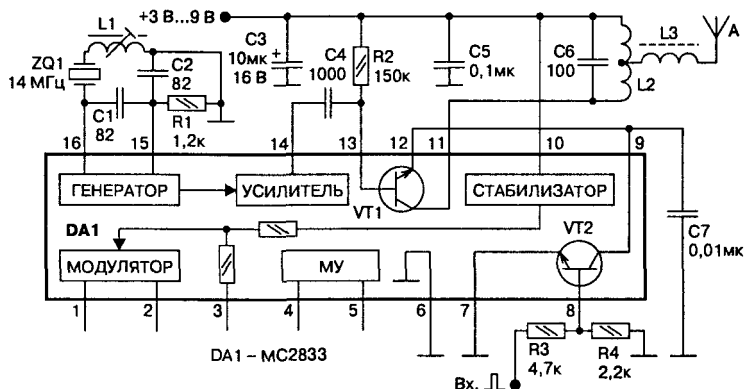 +3 В...9 В
A
L1
ZQ1
14 МГц
C2
82
C1
82
R1
1,2к
C3
10мк
+
16 В
C4
1000
R2
150к
C5
0,1мк
C6
100
L3
L2
16
15
14
13
12
11
10
9
ГЕНЕРАТОР
УСИЛИТЕЛЬ
VT1
СТАБИЛИЗАТОР
DA1
МОДУЛЯТОР
МУ
VT2
C7
0,01мк
1
2
3
4
5
6
7
8
DA1 – MC2833
R3
4,7к
R4
2,2к
Вх.